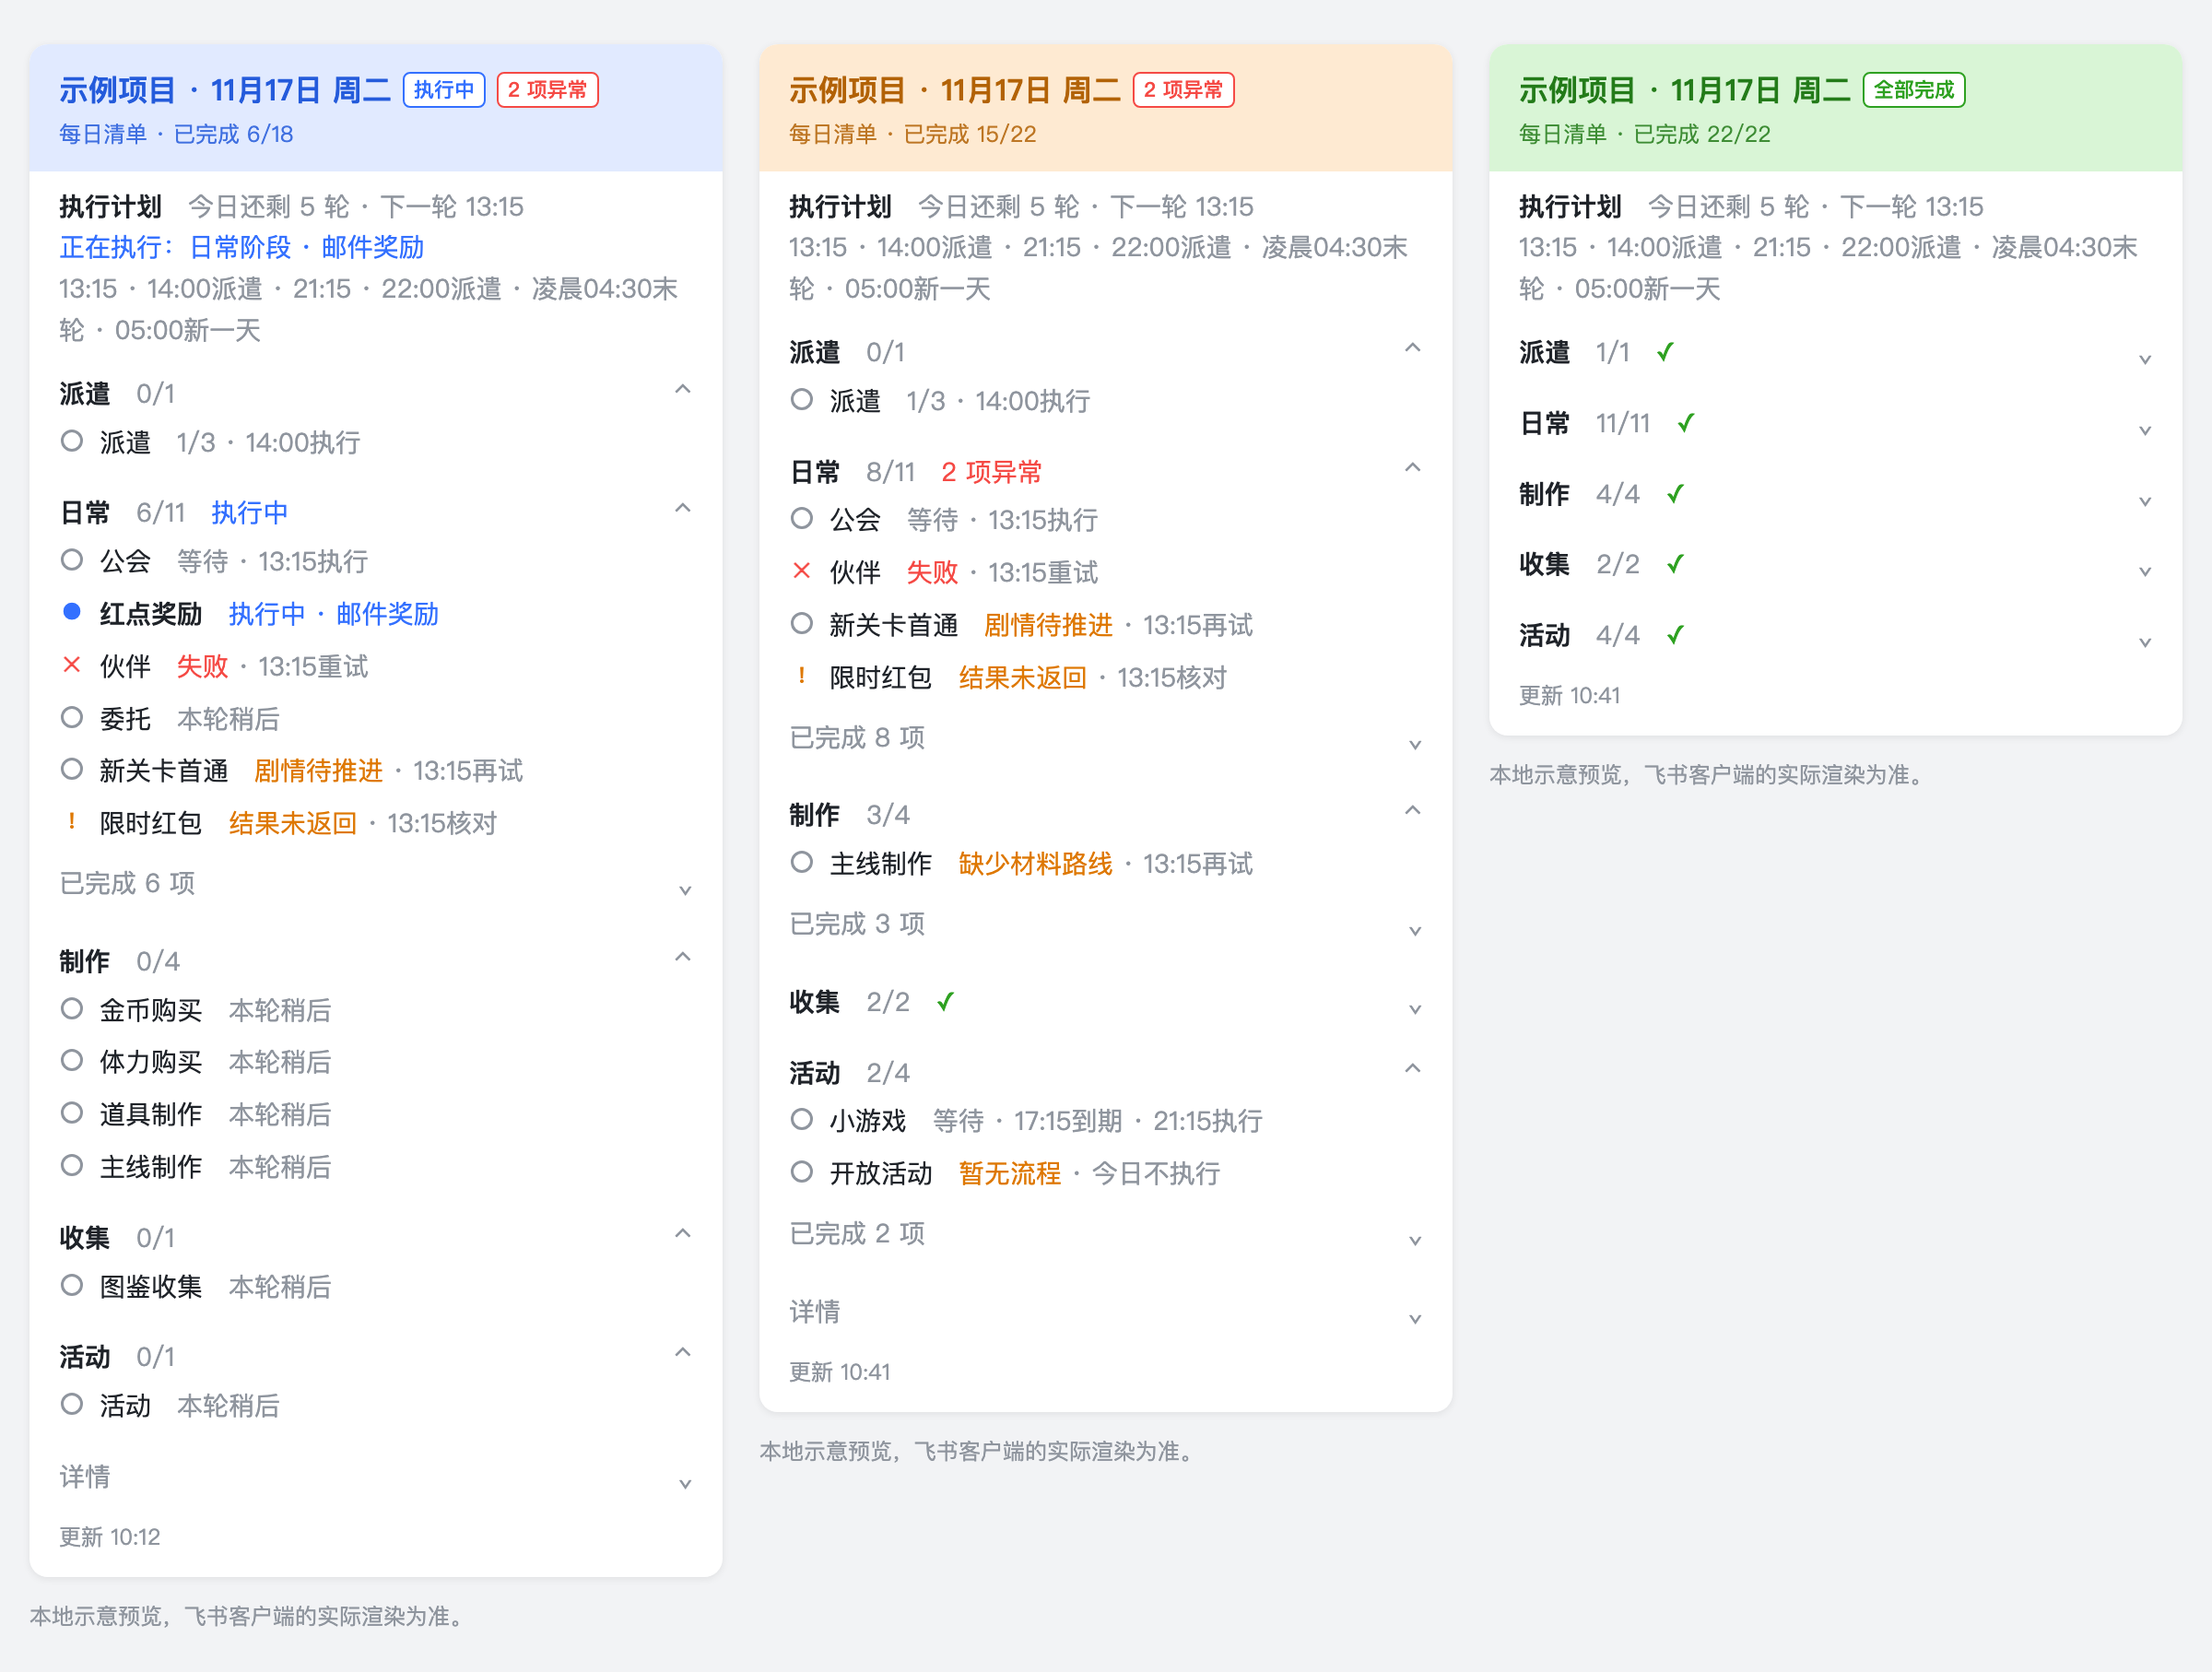 示例项目 · 11月17日 周二 执行中 2 项异常
每日清单 · 已完成 6/18
执行计划 今日还剩 5 轮 · 下一轮 13:15
正在执行：日常阶段 · 邮件奖励
13:15 · 14:00派遣 · 21:15 · 22:00派遣 · 凌晨04:30末
轮 · 05:00新一天
派遣 0/1
派遣 1/3 · 14:00执行
日常 6/11 执行中
公会 等待 · 13:15执行
红点奖励 执行中 · 邮件奖励
伙伴 失败 · 13:15重试
委托 本轮稍后
新关卡首通 剧情待推进 · 13:15再试
! 限时红包 结果未返回 · 13:15核对
已完成 6 项
制作 0/4
金币购买 本轮稍后
体力购买 本轮稍后
道具制作 本轮稍后
主线制作 本轮稍后
收集 0/1
图鉴收集 本轮稍后
活动 0/1
活动 本轮稍后
详情
更新 10:12
本地示意预览，飞书客户端的实际渲染为准。
示例项目 · 11月17日 周二 2 项异常
每日清单 · 已完成 15/22
执行计划 今日还剩 5 轮 · 下一轮 13:15
13:15 · 14:00派遣 · 21:15 · 22:00派遣 · 凌晨04:30末
轮 · 05:00新一天
派遣 0/1
派遣 1/3 · 14:00执行
日常 8/11 2 项异常
公会 等待 · 13:15执行
伙伴 失败 · 13:15重试
新关卡首通 剧情待推进 · 13:15再试
! 限时红包 结果未返回 · 13:15核对
已完成 8 项
制作 3/4
主线制作 缺少材料路线 · 13:15再试
已完成 3 项
收集 2/2 ✓
活动 2/4
小游戏 等待 · 17:15到期 · 21:15执行
开放活动 暂无流程 · 今日不执行
已完成 2 项
详情
更新 10:41
本地示意预览，飞书客户端的实际渲染为准。
示例项目 · 11月17日 周二 全部完成
每日清单 · 已完成 22/22
执行计划 今日还剩 5 轮 · 下一轮 13:15
13:15 · 14:00派遣 · 21:15 · 22:00派遣 · 凌晨04:30末
轮 · 05:00新一天
派遣 1/1 ✓
日常 11/11 ✓
制作 4/4 ✓
收集 2/2 ✓
活动 4/4 ✓
更新 10:41
本地示意预览，飞书客户端的实际渲染为准。